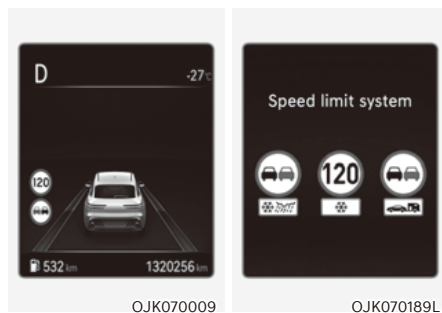 D
-27°c
120
532 km
1320256 km
OJK070009
Speed limit system
120
OJK070189L